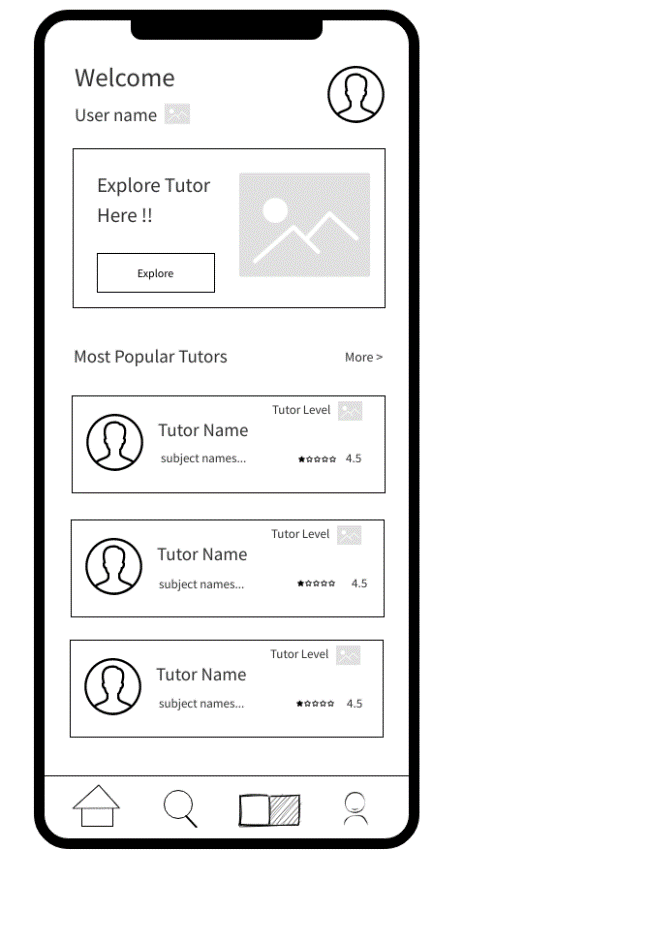 Welcome
User name
Explore Tutor
Here !!
Explore
Most Popular Tutors
More >
Tutor Level
Tutor Name
subject names...
4.5
Tutor Level
Tutor Name
subject names...
4.5
Tutor Level
Tutor Name
subject names...
4.5